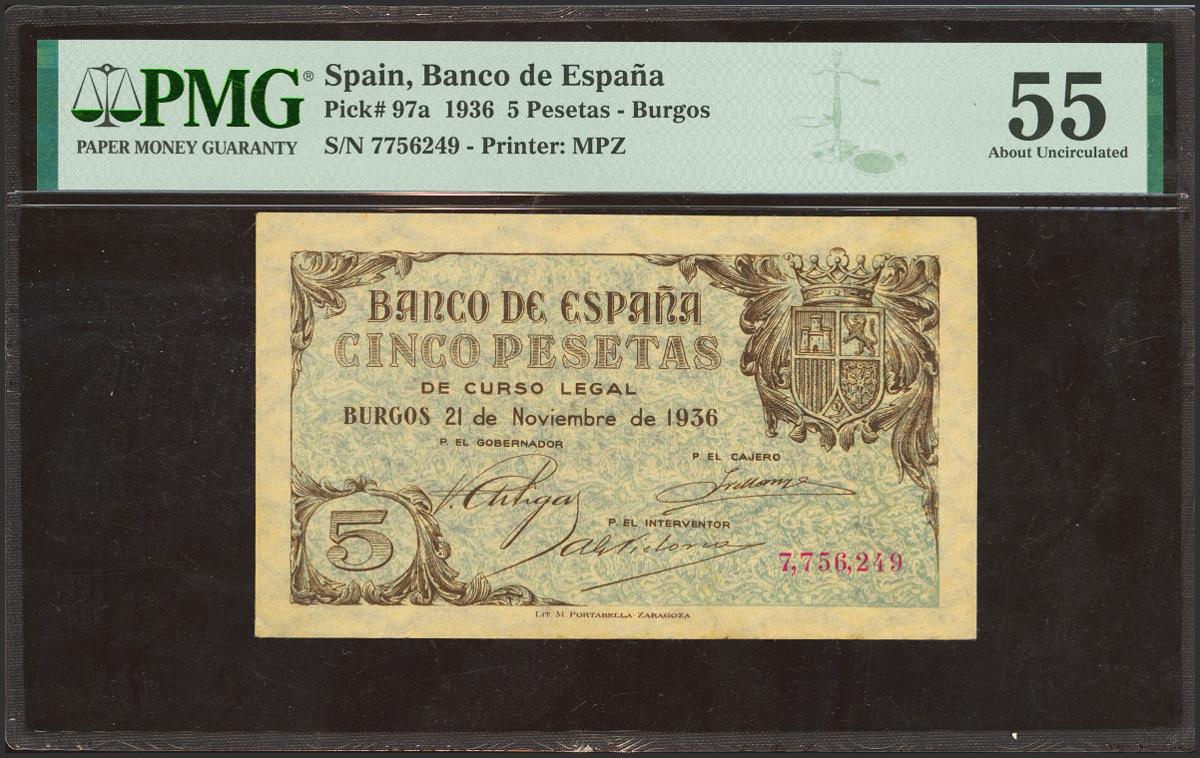 PMG®
PAPER MONEY GUARANTY
Spain, Banco de España
Pick# 97a 1936 5 Pesetas - Burgos
S/N 7756249 - Printer: MPZ
55
About Uncirculated
BANCO DE ESPAÑA
CINCO PESETAS
DE CURSO LEGAL
BURGOS 21 de Noviembre de 1936
P. EL GOBERNADOR
P. EL CAJERO
P. EL INTERVENTOR
5
7,756,249
LIT. M. PORTABELLA-ZARAGOZA